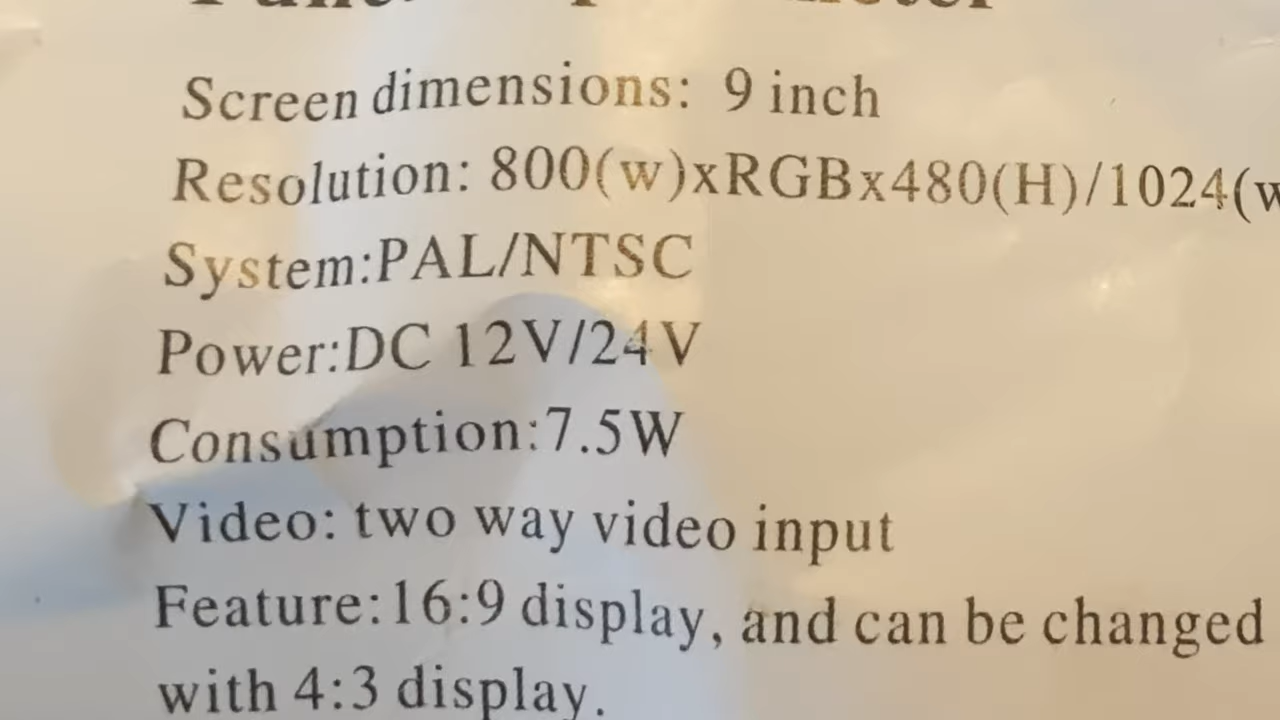 Screen dimensions: 9 inch
Resolution: 800(w)xRGBx480(H)/1024(w
System:PAL/NTSC
Power:DC 12V/24V
Consumption:7.5W
Video: two way video input
Feature:16:9 display, and can be changed
with 4:3 display.